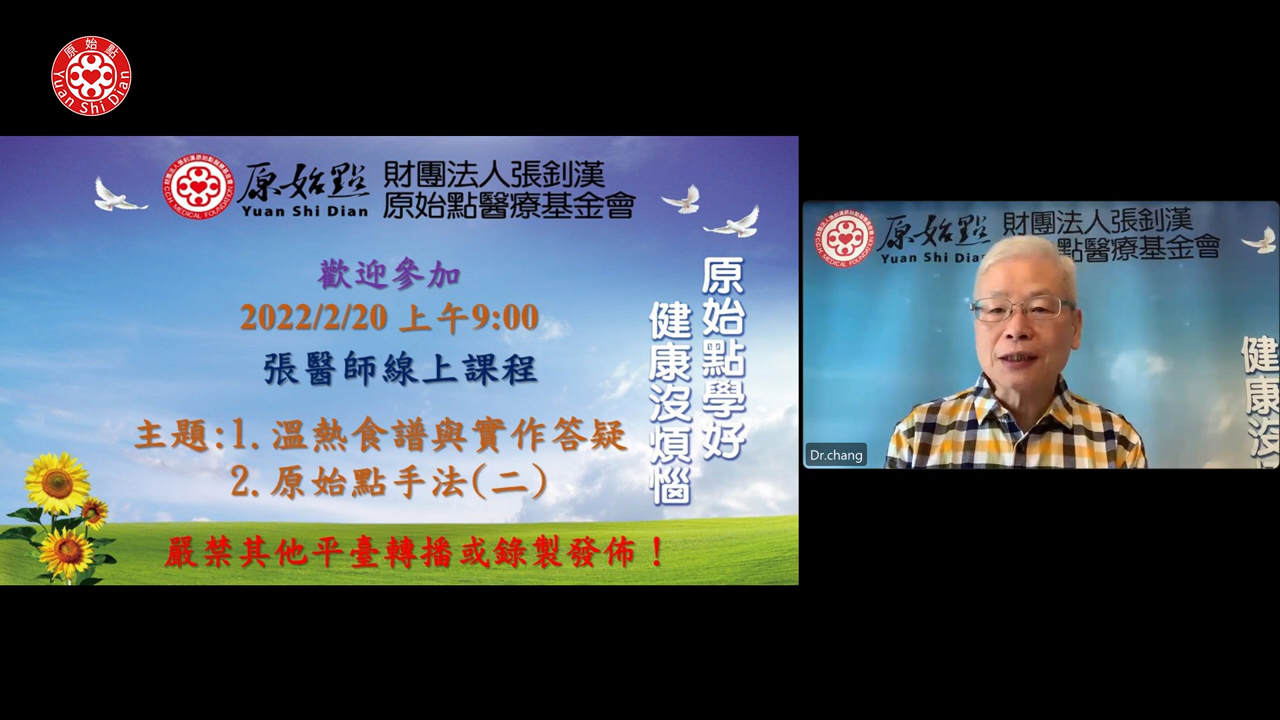 原始點
Yuan Shi Dian
原始點
Yuan Shi Dian
財團法人張釗漢
原始點醫療基金會
歡迎參加
2022/2/20 上午9:00
張醫師線上課程
主題:1.溫熱食譜與實作答疑
2.原始點手法(二)
原始點學好
健康沒煩惱
嚴禁其他平臺轉播或錄製發佈！
原始點
Yuan Shi Dia
財團法人張釗漢
點醫療基金會
健康沒
Dr.chang